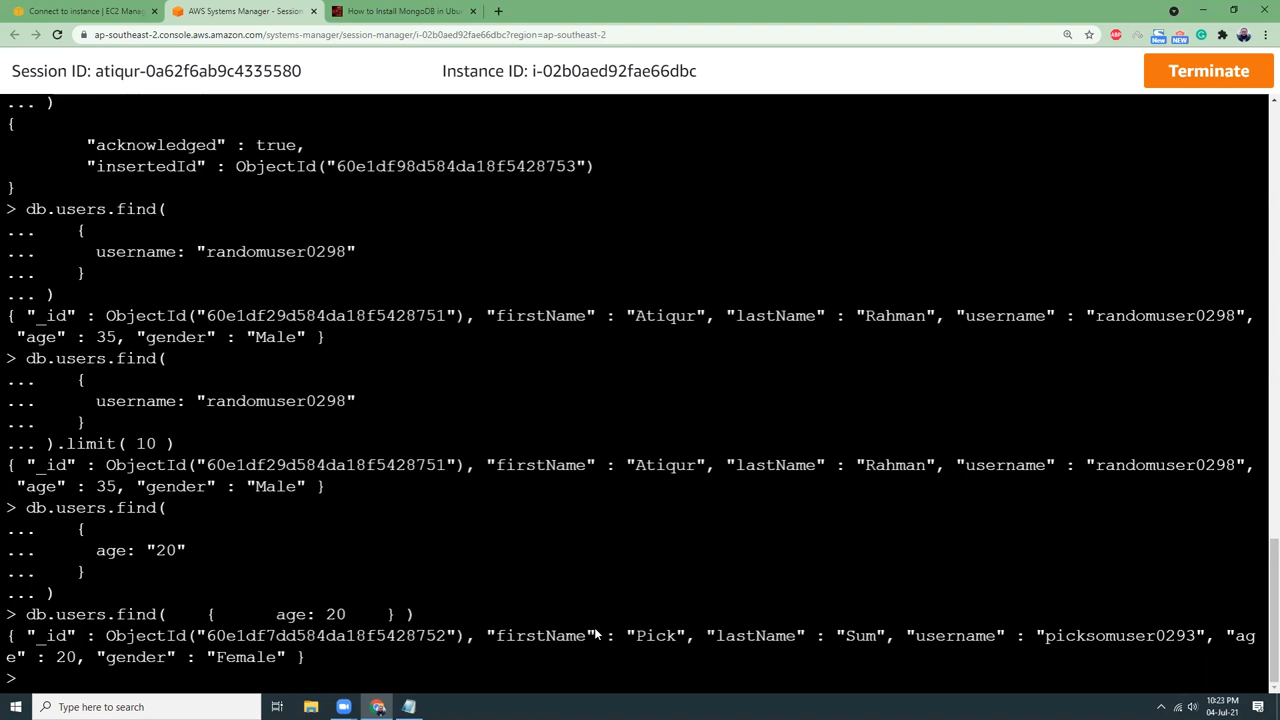 Connect to instance | EC2 Manag
AWS Systems Manager - Session
How to Install MongoDB in Ubun
ap-southeast-2.console.aws.amazon.com/systems-manager/session-manager/i-02b0aed92fae66dbc?region=ap-southeast-2
Session ID: atiqur-0a62f6ab9c4335580
Instance ID: i-02b0aed92fae66dbc
Terminate
... )
{
"acknowledged" : true,
"insertedId" : ObjectId("60e1df98d584da18f5428753")
}
> db.users.find(
... {
... username: "randomuser0298"
... }
... )
{ "_id" : ObjectId("60e1df29d584da18f5428751"), "firstName" : "Atiqur", "lastName" : "Rahman", "username" : "randomuser0298",
"age" : 35, "gender" : "Male" }
> db.users.find(
... {
... username: "randomuser0298"
... }
... ).limit( 10 )
{ "_id" : ObjectId("60e1df29d584da18f5428751"), "firstName" : "Atiqur", "lastName" : "Rahman", "username" : "randomuser0298",
"age" : 35, "gender" : "Male" }
> db.users.find(
... {
... age: "20"
... }
... )
> db.users.find( { age: 20 } )
{ "_id" : ObjectId("60e1df7dd584da18f5428752"), "firstName" : "Pick", "lastName" : "Sum", "username" : "picksomuser0293", "ag
e" : 20, "gender" : "Female" }
>
Type here to search
10:23 PM
04-Jul-21